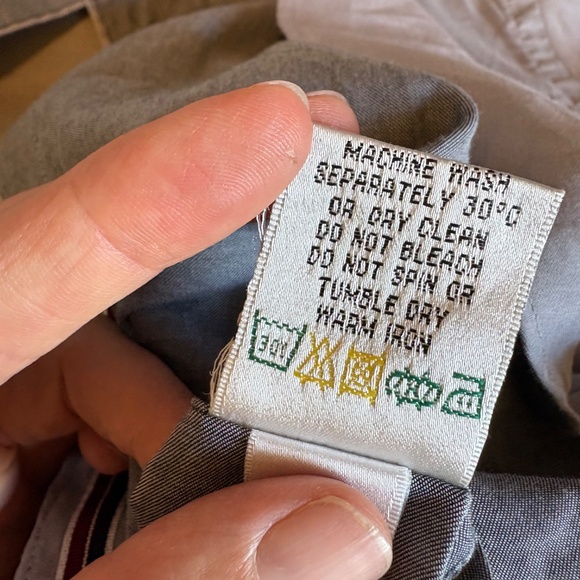 MACHINE WASH
SEPARATELY 30°C
OR DRY CLEAN
DO NOT BLEACH
DO NOT SPIN OR
TUMBLE DRY
WARM IRON